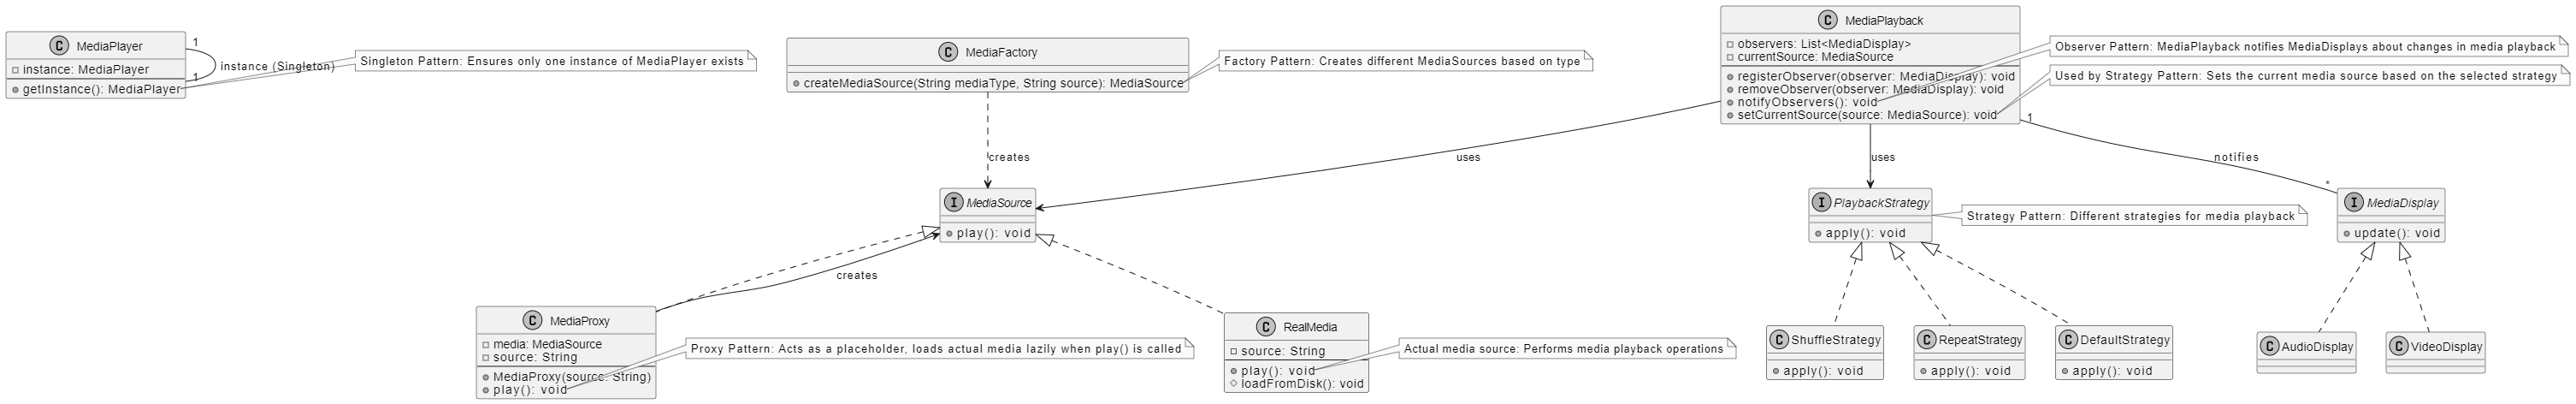 C MediaPlayer
instance: MediaPlayer
getInstance(): MediaPlayer
1
1
instance (Singleton)
Singleton Pattern: Ensures only one instance of MediaPlayer exists
C MediaFactory
createMediaSource(String mediaType, String source): MediaSource
Factory Pattern: Creates different MediaSources based on type
C MediaPlayback
observers: List<MediaDisplay>
currentSource: MediaSource
registerObserver(observer: MediaDisplay): void
removeObserver(observer: MediaDisplay): void
notifyObservers(): void
setCurrentSource(source: MediaSource): void
Observer Pattern: MediaPlayback notifies MediaDisplays about changes in media playback
Used by Strategy Pattern: Sets the current media source based on the selected strategy
1
creates
uses
uses
notifies
*
I MediaSource
play(): void
I PlaybackStrategy
apply(): void
Strategy Pattern: Different strategies for media playback
I MediaDisplay
update(): void
creates
C MediaProxy
media: MediaSource
source: String
MediaProxy(source: String)
play(): void
Proxy Pattern: Acts as a placeholder, loads actual media lazily when play() is called
C RealMedia
source: String
play(): void
loadFromDisk(): void
Actual media source: Performs media playback operations
C ShuffleStrategy
apply(): void
C RepeatStrategy
apply(): void
C DefaultStrategy
apply(): void
C AudioDisplay
C VideoDisplay